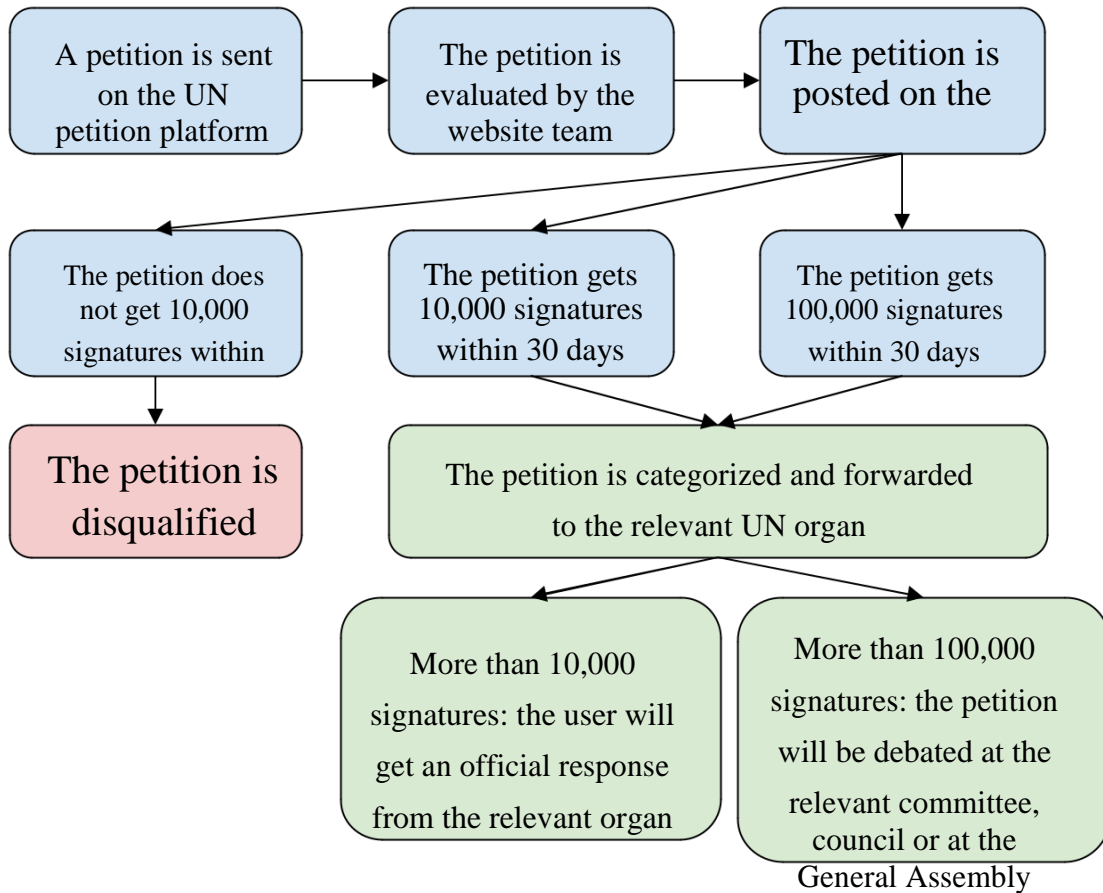 A petition is sent
on the UN
petition platform
The petition is
evaluated by the
website team
The petition is
posted on the
The petition does
not get 10,000
signatures within
The petition gets
10,000 signatures
within 30 days
The petition gets
100,000 signatures
within 30 days
The petition is
disqualified
The petition is categorized and forwarded
to the relevant UN organ
More than 10,000
signatures: the user will
get an official response
from the relevant organ
More than 100,000
signatures: the petition
will be debated at the
relevant committee,
council or at the
General Assembly